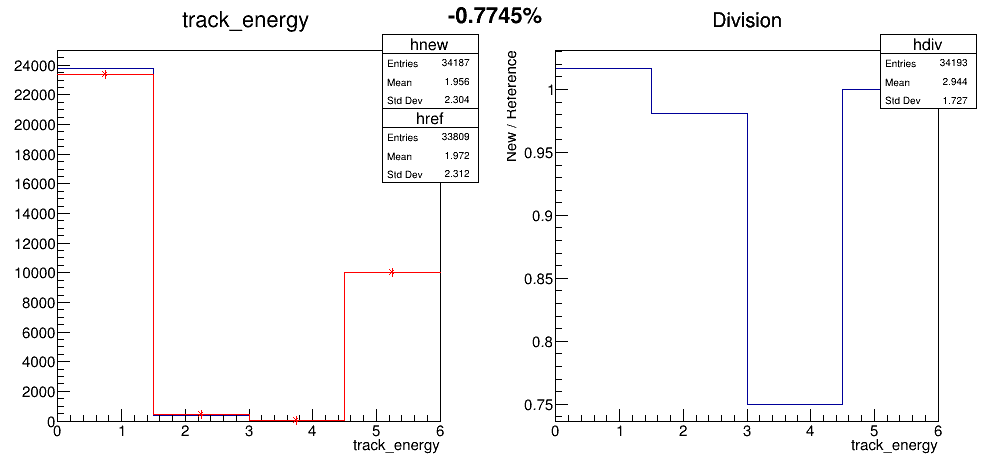 -0.7745%
track_energy
hnew
Entries 34187
Mean 1.956
Std Dev 2.304
href
Entries 33809
Mean 1.972
Std Dev 2.312
24000
22000
20000
18000
16000
14000
12000
10000
8000
6000
4000
2000
0
0 1 2 3 4 5 6
track_energy
Division
hdiv
Entries 34193
Mean 2.944
Std Dev 1.727
New / Reference
1
0.95
0.9
0.85
0.8
0.75
0 1 2 3 4 5 6
track_energy